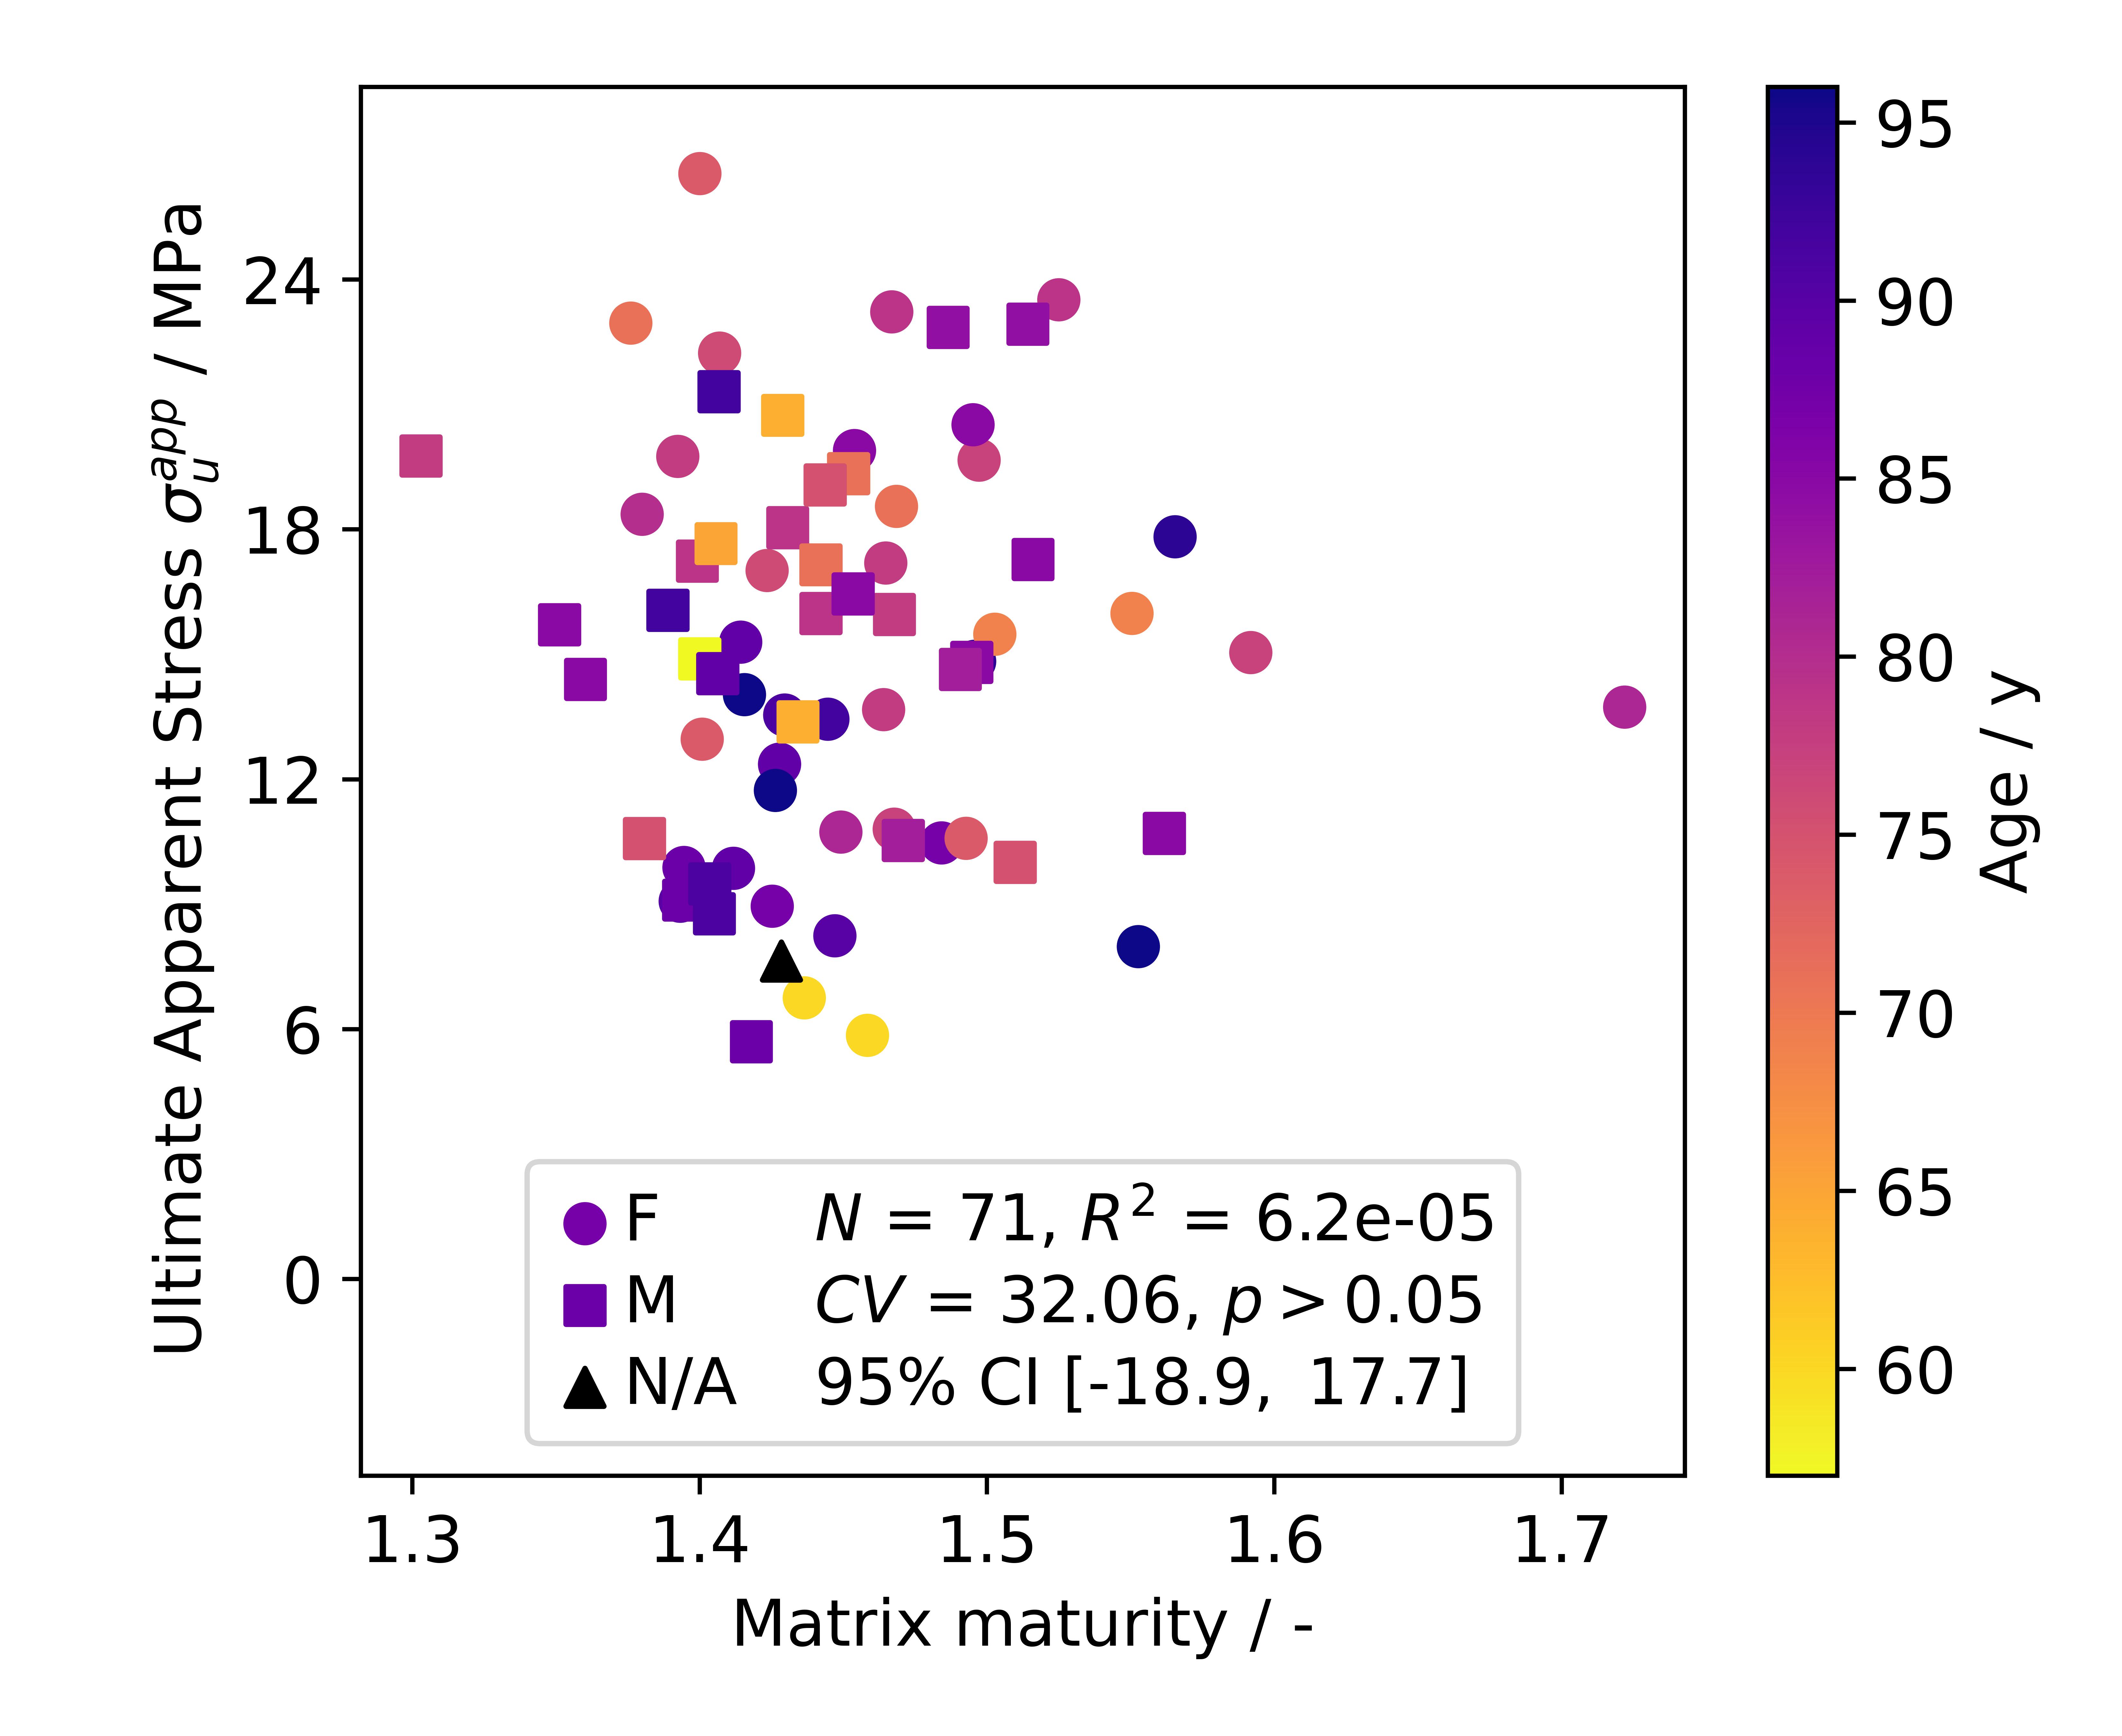 Ultimate Apparent Stress σ_u^app / MPa
24
18
12
6
0
F N = 71, R² = 6.2e-05
M CV = 32.06, p > 0.05
N/A 95% CI [-18.9, 17.7]
1.3 1.4 1.5 1.6 1.7
Matrix maturity / -
95
90
85
80
75
70
65
60
Age / y